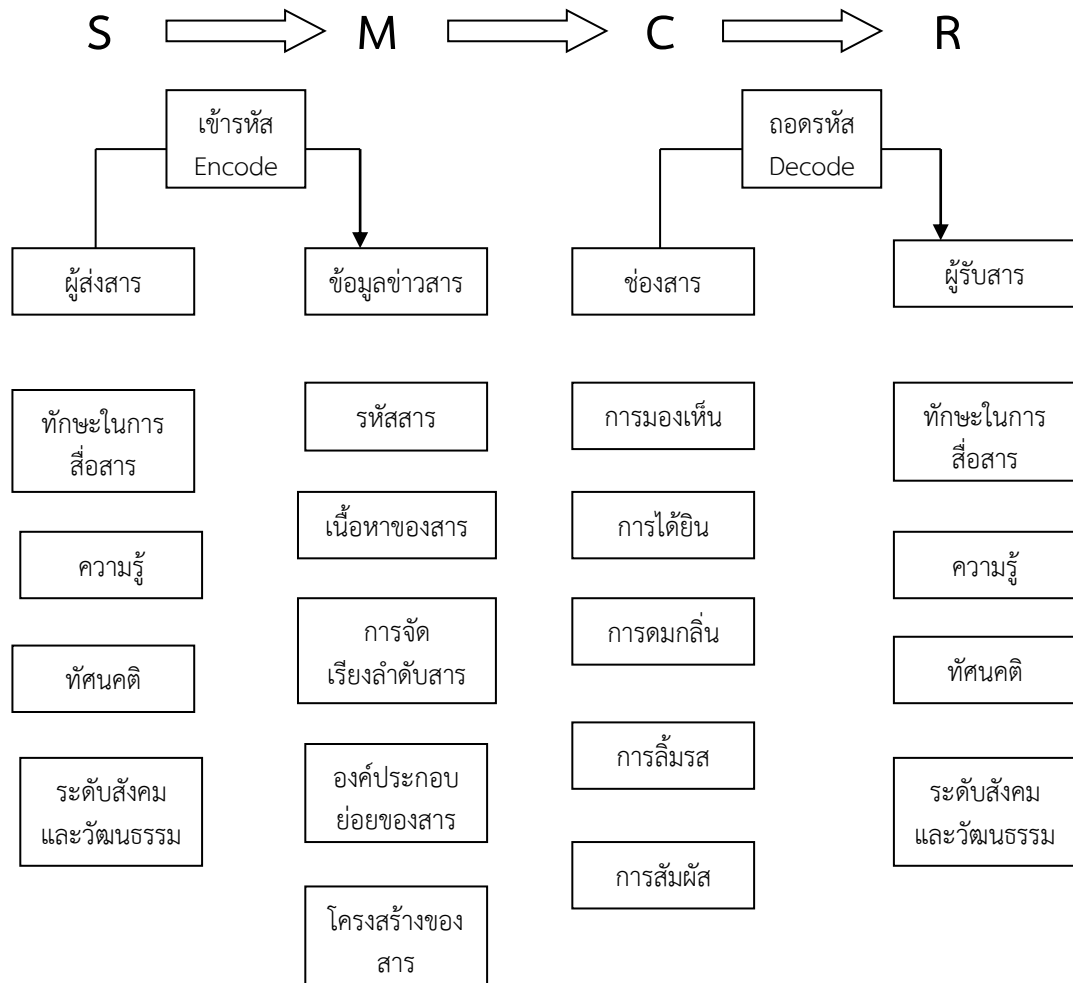 S M C R
เข้ารหัส
Encode
ถอดรหัส
Decode
ผู้ส่งสาร
ข้อมูลข่าวสาร
ช่องสาร
ผู้รับสาร
ทักษะในการ
สื่อสาร
ความรู้
ทัศนคติ
ระดับสังคม
และวัฒนธรรม
รหัสสาร
เนื้อหาของสาร
การจัด
เรียงลำดับสาร
องค์ประกอบ
ย่อยของสาร
โครงสร้างของ
สาร
การมองเห็น
การได้ยิน
การดมกลิ่น
การลิ้มรส
การสัมผัส
ทักษะในการ
สื่อสาร
ความรู้
ทัศนคติ
ระดับสังคม
และวัฒนธรรม